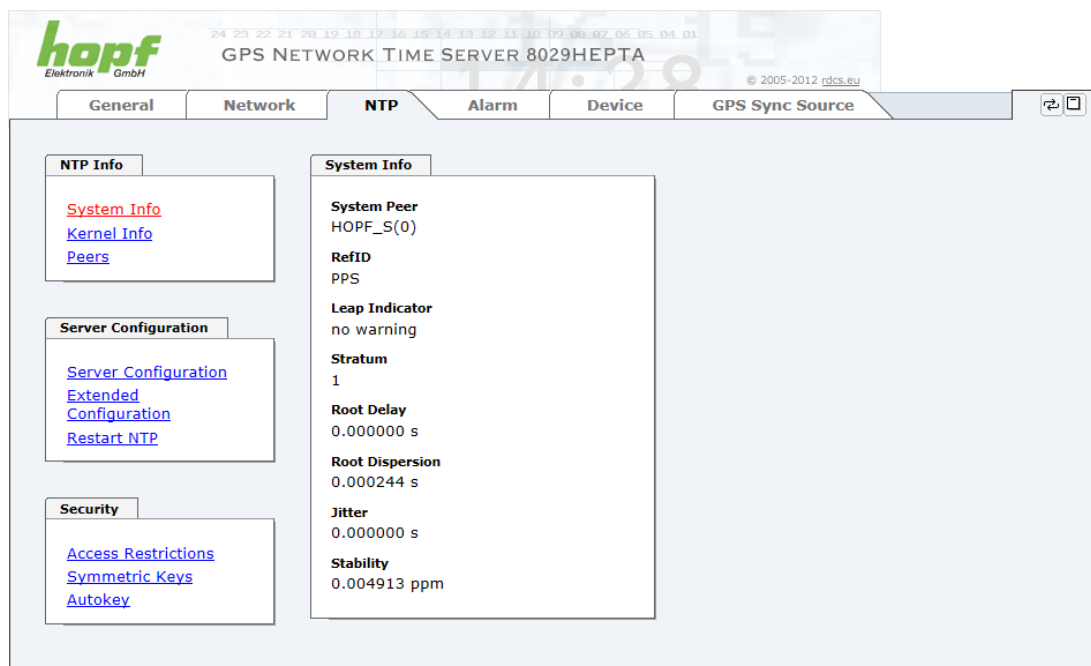 hopf
Elektronik GmbH
24 23 22 21 20 19 18 17 16 15 14 13 12 11 10 09 08 07 06 05 04 01
GPS NETWORK TIME SERVER 8029HEPTA
14:28
© 2005-2012 rdcs.eu
General Network NTP Alarm Device GPS Sync Source
NTP Info
System Info
Kernel Info
Peers
Server Configuration
Server Configuration
Extended
Configuration
Restart NTP
Security
Access Restrictions
Symmetric Keys
Autokey
System Info
System Peer
HOPF_S(0)
RefID
PPS
Leap Indicator
no warning
Stratum
1
Root Delay
0.000000 s
Root Dispersion
0.000244 s
Jitter
0.000000 s
Stability
0.004913 ppm